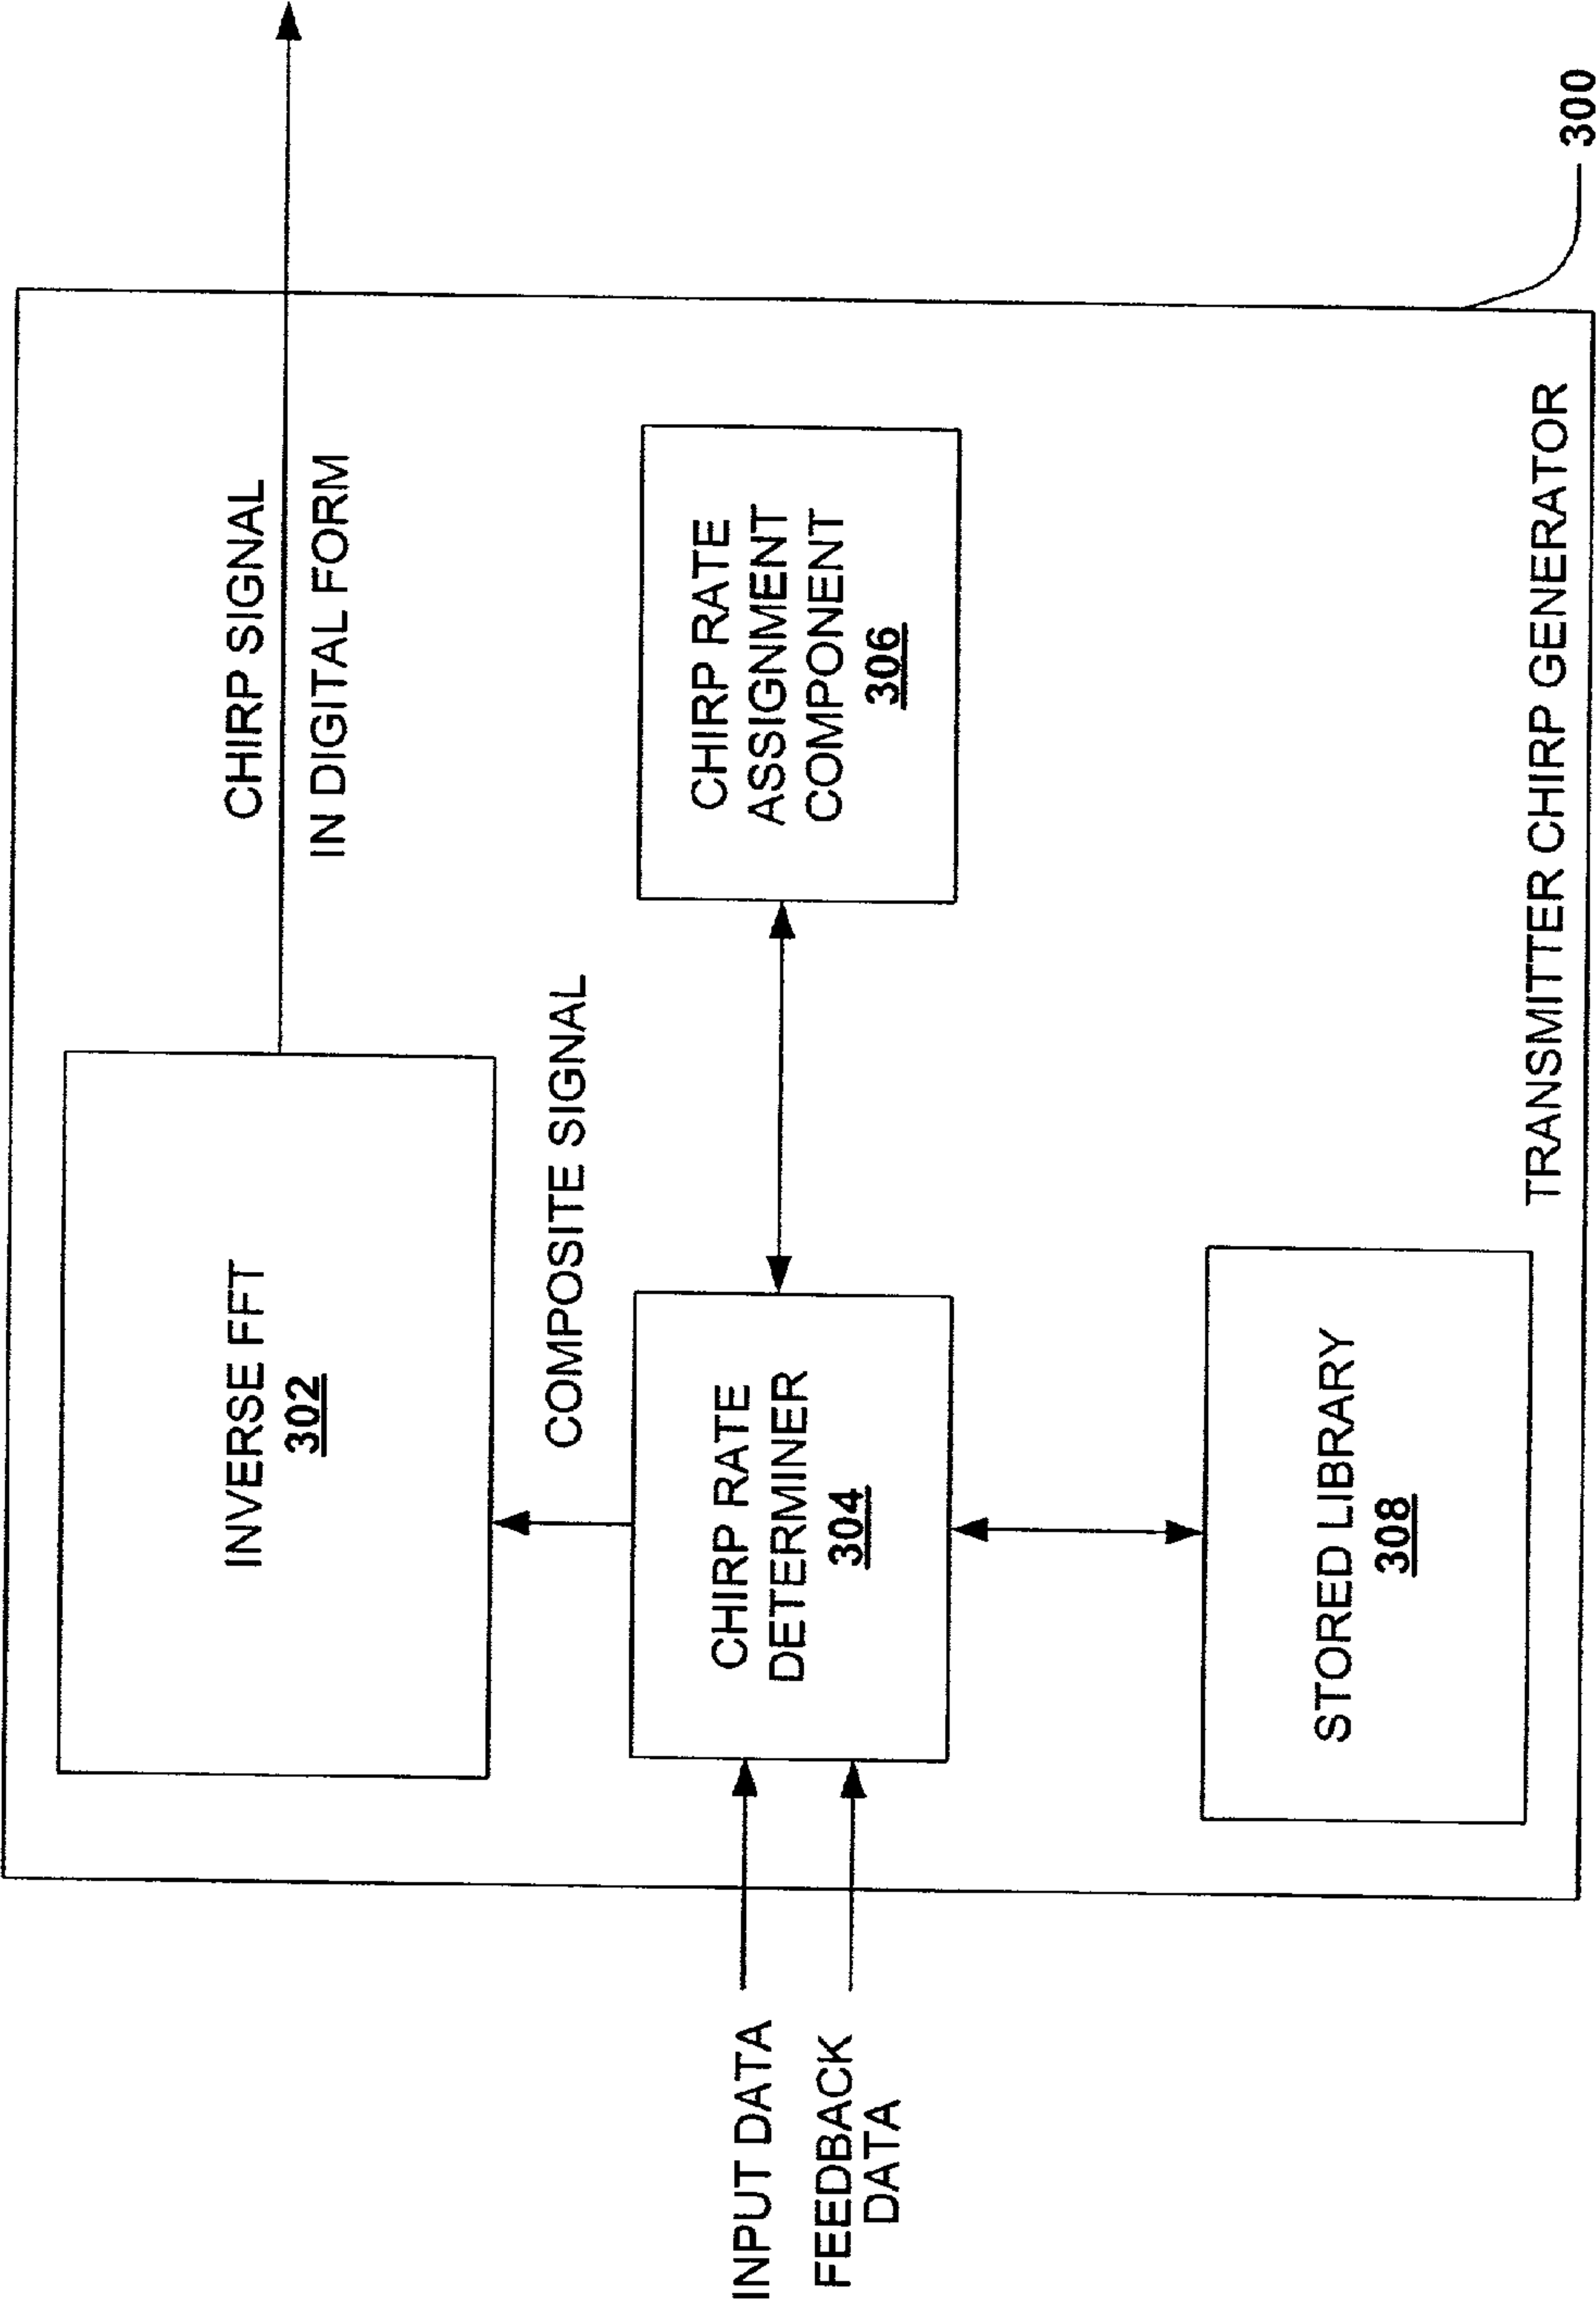 INVERSE FFT
302
CHIRP SIGNAL
IN DIGITAL FORM
COMPOSITE SIGNAL
INPUT DATA
FEEDBACK
DATA
CHIRP RATE
DETERMINER
304
CHIRP RATE
ASSIGNMENT
COMPONENT
306
STORED LIBRARY
308
TRANSMITTER CHIRP GENERATOR
300